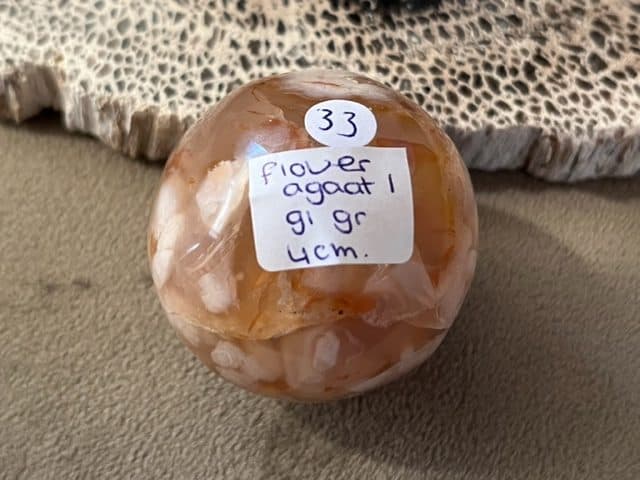 33
flower
agaat 1
91 gr
4cm.